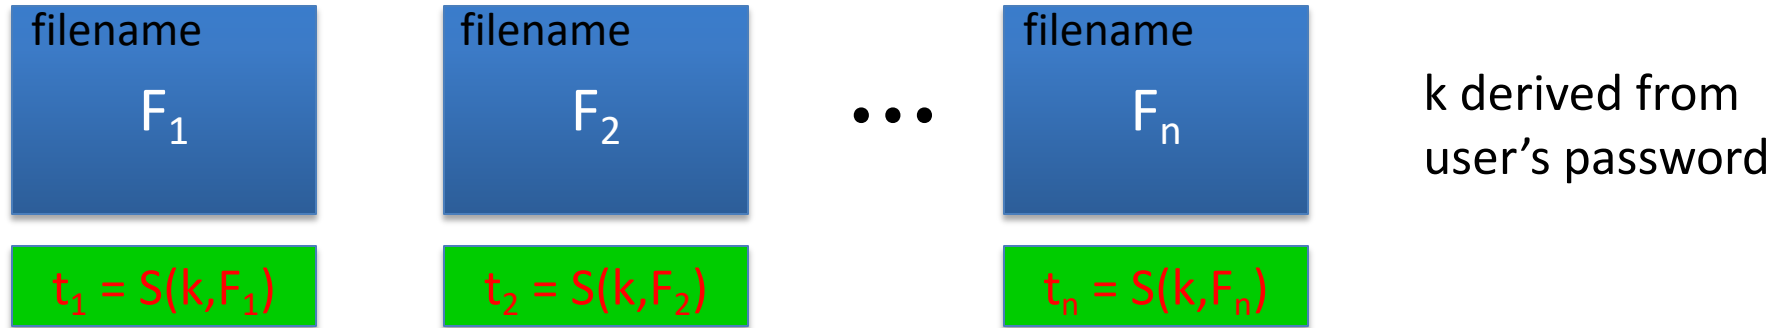 filename
F₁
t₁ = S(k,F₁)
filename
F₂
t₂ = S(k,F₂)
•••
filename
Fₙ
tₙ = S(k,Fₙ)
k derived from
user’s password